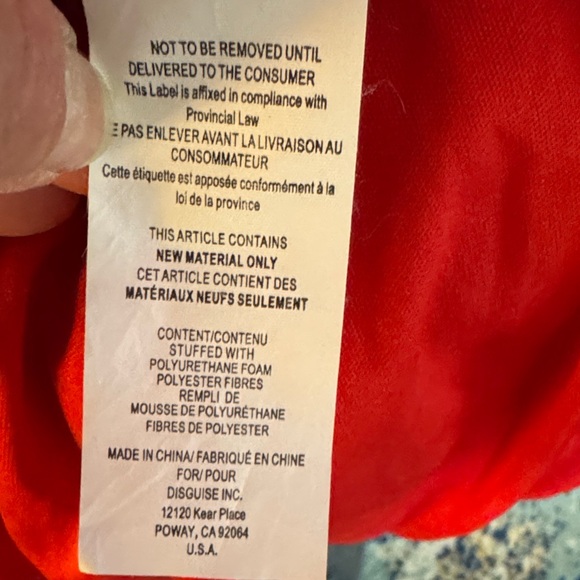 NOT TO BE REMOVED UNTIL
DELIVERED TO THE CONSUMER
This Label is affixed in compliance with
Provincial Law
E PAS ENLEVER AVANT LA LIVRAISON AU
CONSOMMATEUR
Cette étiquette est apposée conformément à la
loi de la province
THIS ARTICLE CONTAINS
NEW MATERIAL ONLY
CET ARTICLE CONTIENT DES
MATÉRIAUX NEUFS SEULEMENT
CONTENT/CONTENU
STUFFED WITH
POLYURETHANE FOAM
POLYESTER FIBRES
REMPLI DE
MOUSSE DE POLYURÉTHANE
FIBRES DE POLYESTER
MADE IN CHINA/ FABRIQUÉ EN CHINE
FOR/ POUR
DISGUISE INC.
12120 Kear Place
POWAY, CA 92064
U.S.A.